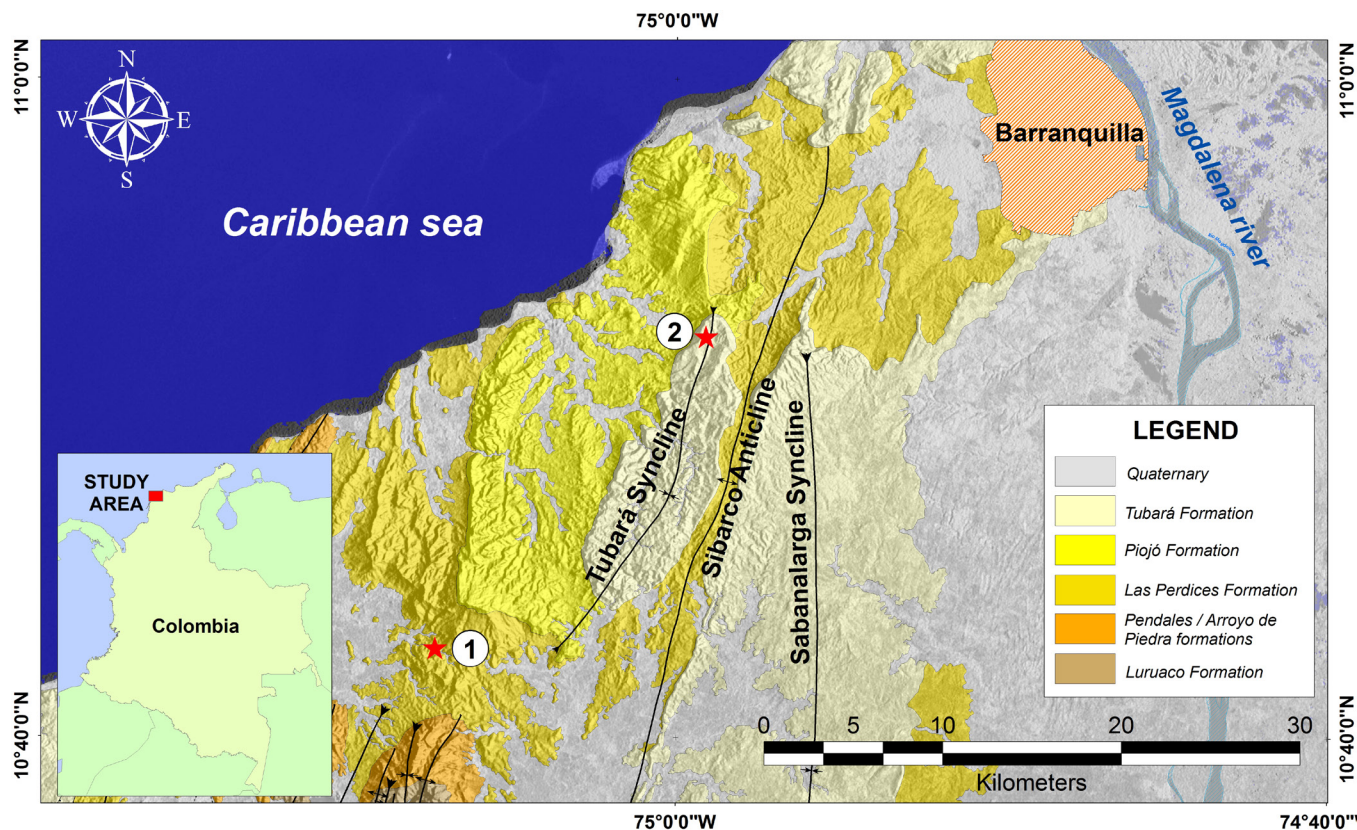 75°0'0"W
11°0'0"N
11°0'0"N
N
W
E
S
Barranquilla
Magdalena river
Caribbean sea
2
Tubará Syncline
Sibarco Anticline
Sabanalarga Syncline
1
STUDY
AREA
Colombia
LEGEND
Quaternary
Tubará Formation
Piojó Formation
Las Perdices Formation
Pendales / Arroyo de
Piedra formations
Luruaco Formation
0 5 10 20 30
Kilometers
10°40'0"N
10°40'0"N
75°0'0"W
74°40'0"W